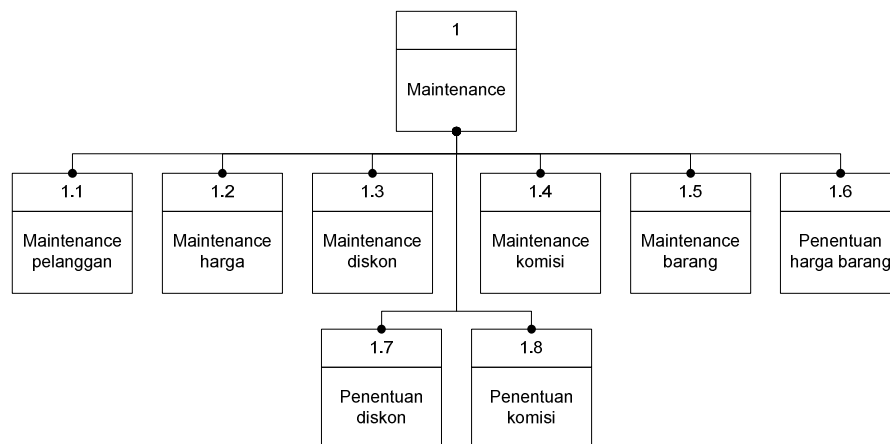 1
Maintenance
1.1
Maintenance
pelanggan
1.2
Maintenance
harga
1.3
Maintenance
diskon
1.4
Maintenance
komisi
1.5
Maintenance
barang
1.6
Penentuan
harga barang
1.7
Penentuan
diskon
1.8
Penentuan
komisi